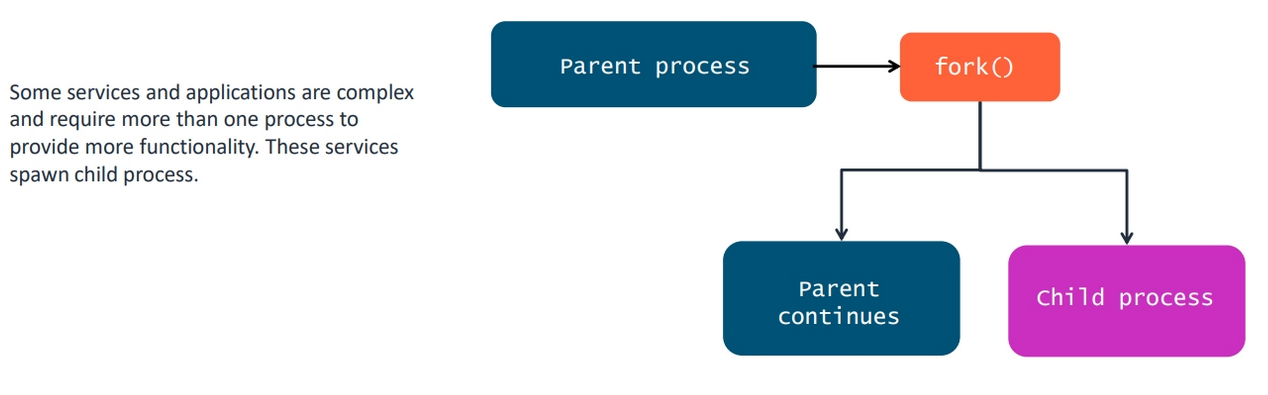 Some services and applications are complex
and require more than one process to
provide more functionality. These services
spawn child process.
Parent process
fork()
Parent
continues
Child process